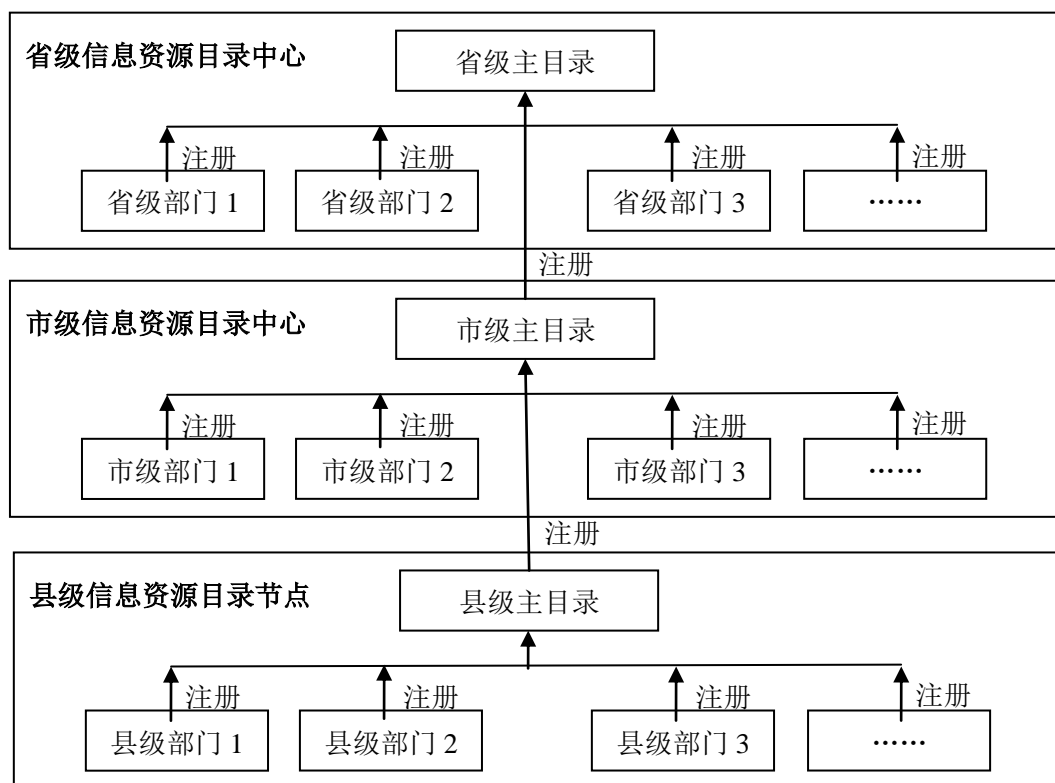 省级信息资源目录中心
省级主目录
注册
注册
注册
注册
省级部门 1
省级部门 2
省级部门 3
……
注册
市级信息资源目录中心
市级主目录
注册
注册
注册
注册
市级部门 1
市级部门 2
市级部门 3
……
注册
县级信息资源目录节点
县级主目录
注册
注册
注册
注册
县级部门 1
县级部门 2
县级部门 3
……